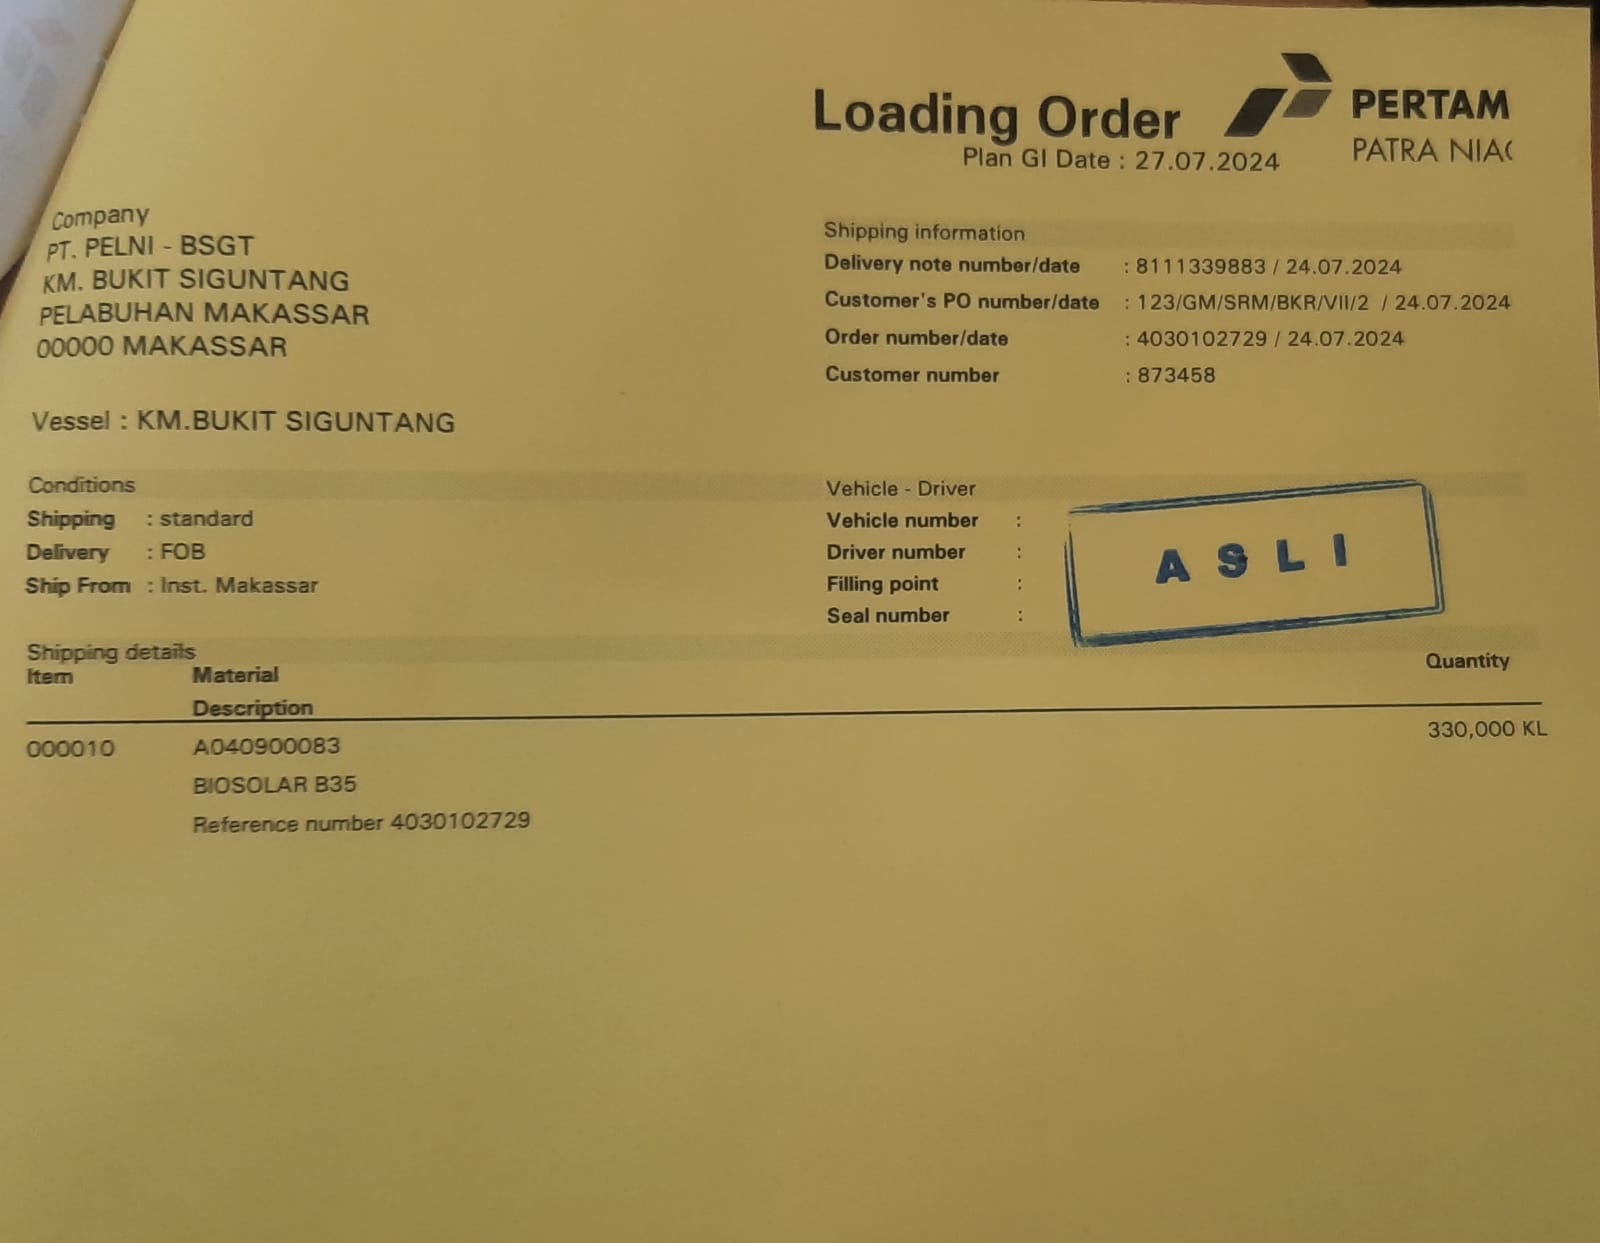 Loading Order
Plan GI Date : 27.07.2024
PERTAM
PATRA NIA
Company
PT. PELNI - BSGT
KM. BUKIT SIGUNTANG
PELABUHAN MAKASSAR
00000 MAKASSAR
Vessel : KM.BUKIT SIGUNTANG
Shipping information
Delivery note number/date : 8111339883 / 24.07.2024
Customer's PO number/date : 123/GM/SRM/BKR/VII/2 / 24.07.2024
Order number/date : 4030102729 / 24.07.2024
Customer number : 873458
Conditions
Shipping : standard
Delivery : FOB
Ship From : Inst. Makassar
Vehicle - Driver
Vehicle number :
Driver number :
Filling point :
Seal number :
ASLI
Shipping details
Item Material Quantity
Description
000010 A040900083 330,000 KL
BIOSOLAR B35
Reference number 4030102729